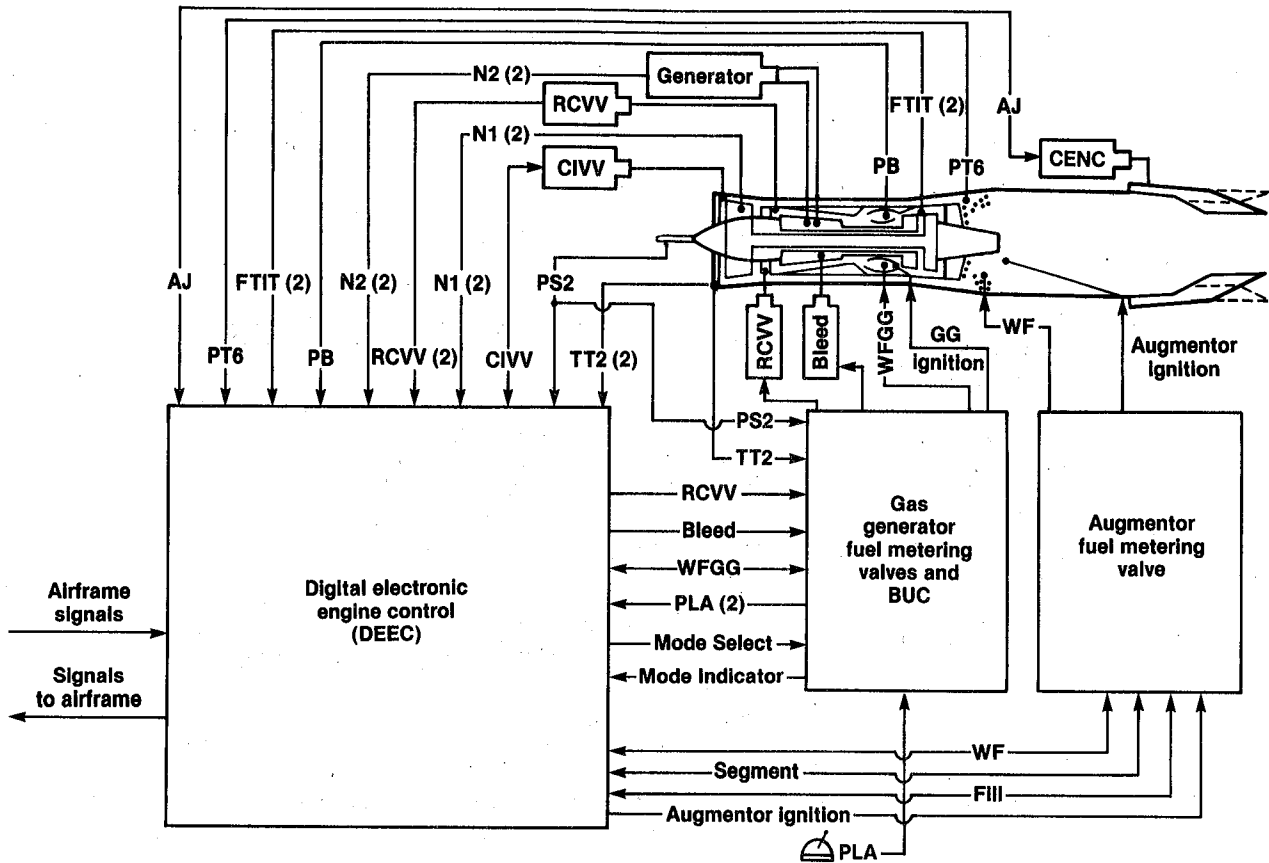 N2 (2)
Generator
RCVV
FTIT (2)
AJ
N1 (2)
PB
PT6
CENC
CIVV
AJ
FTIT (2)
N2 (2)
N1 (2)
PS2
PT6
PB
RCVV (2)
CIVV
TT2 (2)
RCVV
Bleed
WFGG
GG
ignition
WF
Augmentor
ignition
PS2
TT2
RCVV
Bleed
WFGG
PLA (2)
Mode Select
Mode Indicator
Gas
generator
fuel metering
valves and
BUC
Augmentor
fuel metering
valve
Digital electronic
engine control
(DEEC)
Airframe
signals
Signals
to airframe
WF
Segment
Fill
Augmentor ignition
PLA